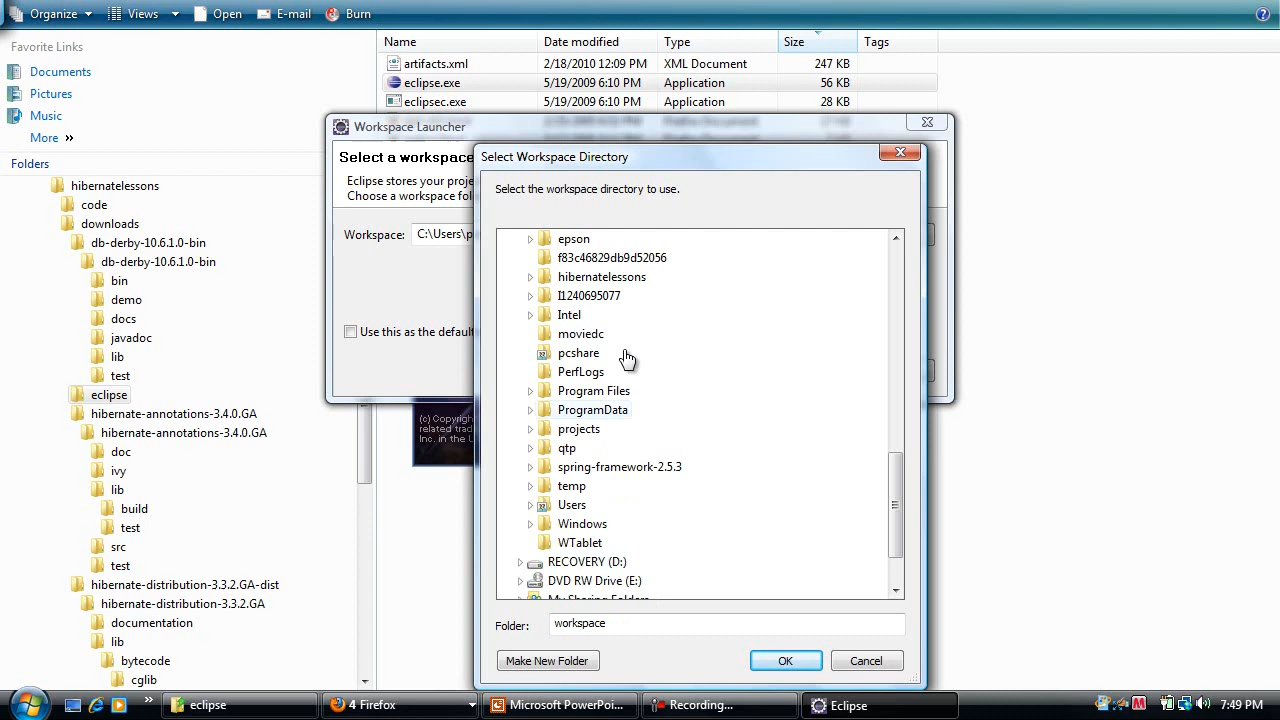 Organize Views Open E-mail Burn
Favorite Links
Documents
Pictures
Music
More »
Folders
hibernatelessons
code
downloads
db-derby-10.6.1.0-bin
db-derby-10.6.1.0-bin
bin
demo
docs
javadoc
lib
test
eclipse
hibernate-annotations-3.4.0.GA
hibernate-annotations-3.4.0.GA
doc
ivy
lib
build
test
src
test
hibernate-distribution-3.3.2.GA-dist
hibernate-distribution-3.3.2.GA
documentation
lib
bytecode
cglib
Name Date modified Type Size Tags
artifacts.xml 2/18/2010 12:09 PM XML Document 247 KB
eclipse.exe 5/19/2009 6:10 PM Application 56 KB
eclipsec.exe 5/19/2009 6:10 PM Application 28 KB
Workspace Launcher
Select a workspace
Eclipse stores your
Choose a workspace
Workspace: C:\Users\p
Use this as the default
(c) Copyright
related trad
Inc. in the U
Select Workspace Directory
Select the workspace directory to use.
epson
f83c46829db9d52056
hibernatelessons
I1240695077
Intel
moviedc
pcshare
PerfLogs
Program Files
ProgramData
projects
qtp
spring-framework-2.5.3
temp
Users
Windows
WTablet
RECOVERY (D:)
DVD RW Drive (E:)
My Sharing Folders
Folder: workspace
Make New Folder OK Cancel
eclipse 4 Firefox Microsoft PowerPoi... Recording... Eclipse 7:49 PM